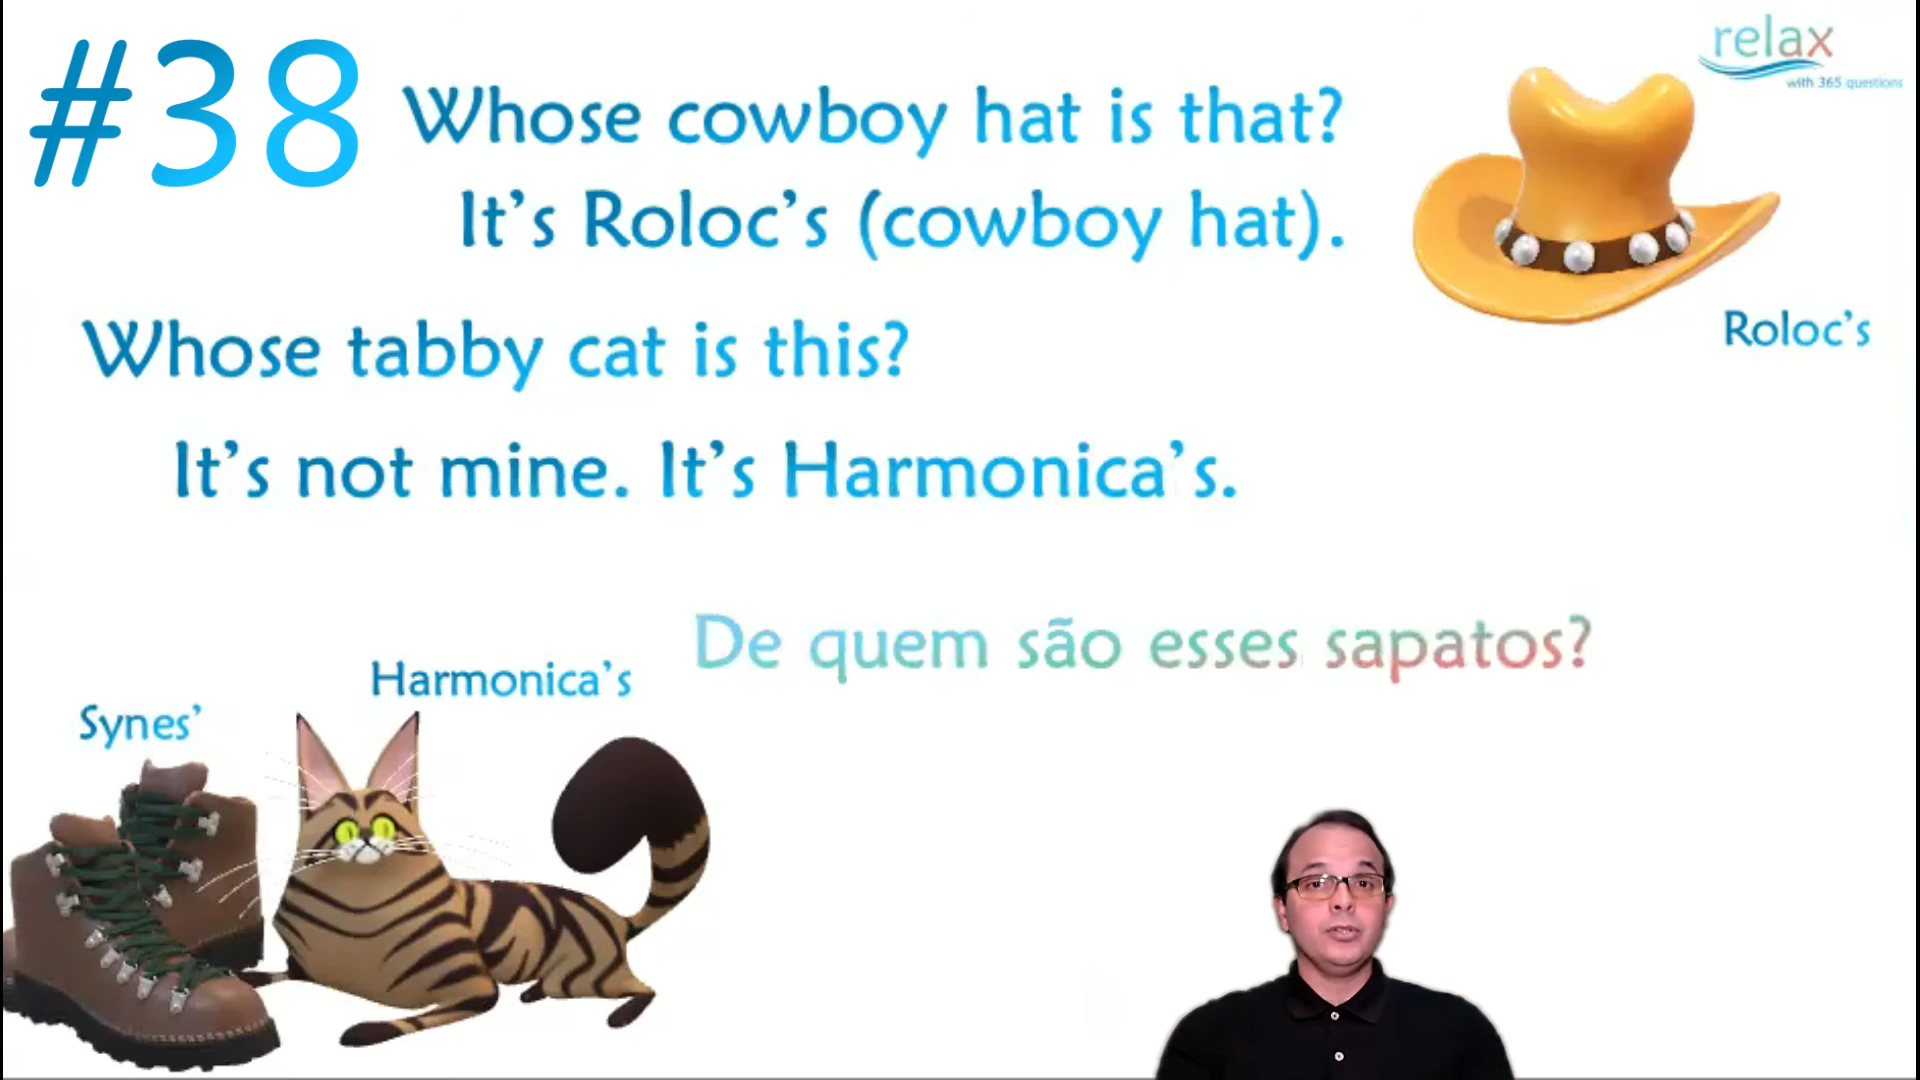 #38
relax
with 365 questions
Whose cowboy hat is that?
It's Roloc's (cowboy hat).
Roloc's
Whose tabby cat is this?
It's not mine. It's Harmonica's.
De quem são esses sapatos?
Harmonica's
Synes'